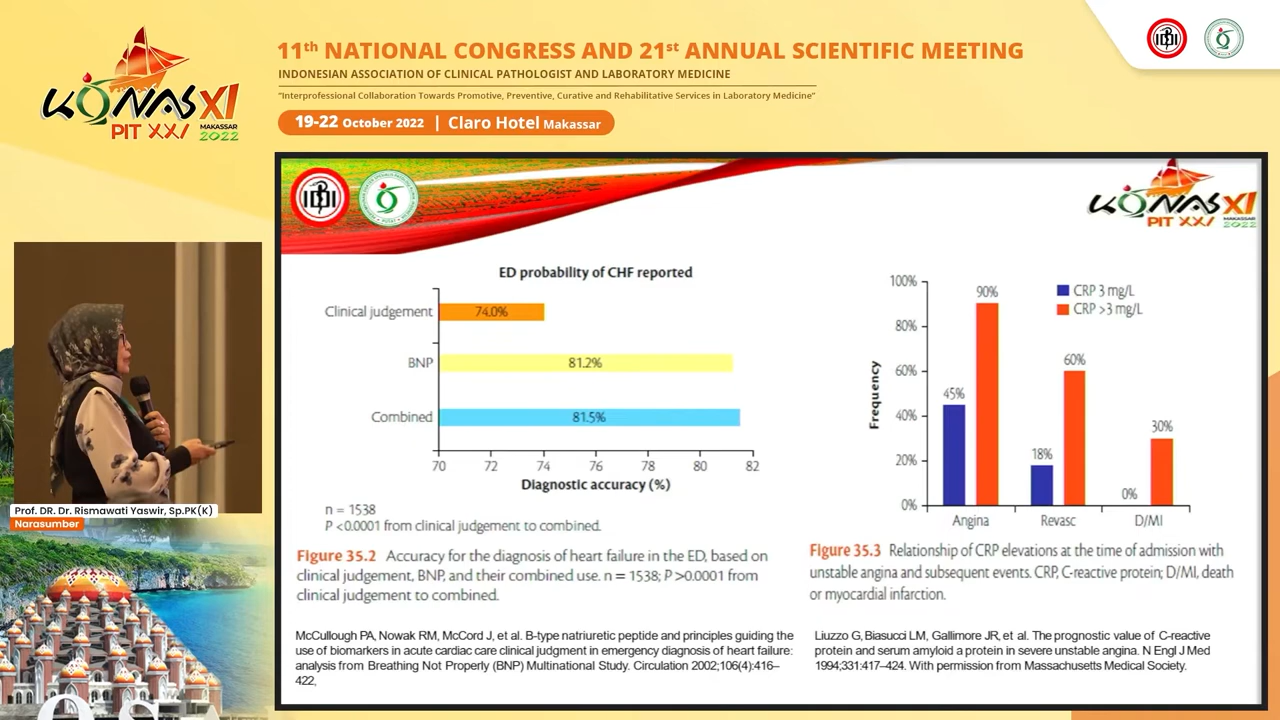 KONAS XI
PIT XXI
MAKASSAR
2022
11th NATIONAL CONGRESS AND 21st ANNUAL SCIENTIFIC MEETING
INDONESIAN ASSOCIATION OF CLINICAL PATHOLOGIST AND LABORATORY MEDICINE
"Interprofessional Collaboration Towards Promotive, Preventive, Curative and Rehabilitative Services in Laboratory Medicine"
19-22 October 2022 | Claro Hotel Makassar
IDI
IDI
KONAS XI
PIT XXI
MAKASSAR
2022
ED probability of CHF reported
Clinical judgement 74.0%
BNP 81.2%
Combined 81.5%
70 72 74 76 78 80 82
Diagnostic accuracy (%)
n = 1538
P <0.0001 from clinical judgement to combined.
Figure 35.2 Accuracy for the diagnosis of heart failure in the ED, based on
clinical judgement, BNP, and their combined use. n = 1538; P >0.0001 from
clinical judgement to combined.
McCullough PA, Nowak RM, McCord J, et al. B-type natriuretic peptide and principles guiding the
use of biomarkers in acute cardiac care clinical judgment in emergency diagnosis of heart failure:
analysis from Breathing Not Properly (BNP) Multinational Study. Circulation 2002;106(4):416–
422,
100%
80%
60%
40%
20%
0%
Frequency
CRP 3 mg/L
CRP >3 mg/L
45% 90%
18% 60%
0% 30%
Angina Revasc D/MI
Figure 35.3 Relationship of CRP elevations at the time of admission with
unstable angina and subsequent events. CRP, C-reactive protein; D/MI, death
or myocardial infarction.
Liuzzo G, Biasucci LM, Gallimore JR, et al. The prognostic value of C-reactive
protein and serum amyloid a protein in severe unstable angina. N Engl J Med
1994;331:417–424. With permission from Massachusetts Medical Society.
Prof. DR. Dr. Rismawati Yaswir, Sp.PK(K)
Narasumber